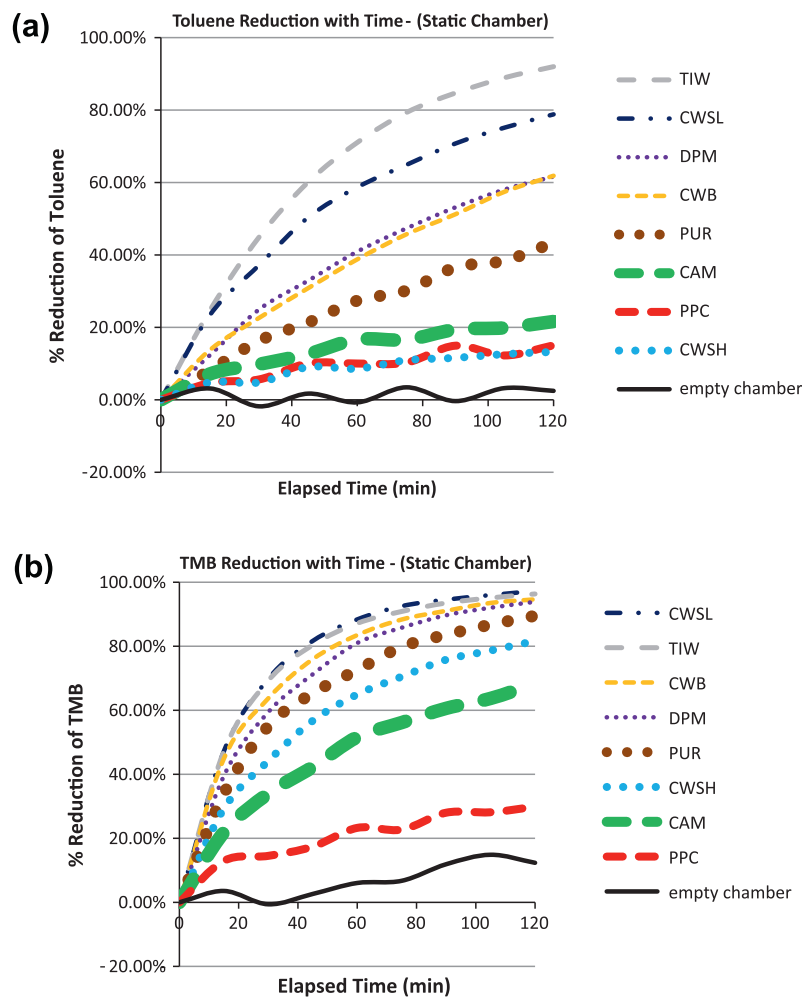 (a)
Toluene Reduction with Time - (Static Chamber)
100.00%
80.00%
60.00%
40.00%
20.00%
0.00%
-20.00%
0 20 40 60 80 100 120
% Reduction of Toluene
Elapsed Time (min)
TIW
CWSL
DPM
CWB
PUR
CAM
PPC
CWSH
empty chamber
(b)
TMB Reduction with Time - (Static Chamber)
100.00%
80.00%
60.00%
40.00%
20.00%
0.00%
-20.00%
0 20 40 60 80 100 120
% Reduction of TMB
Elapsed Time (min)
CWSL
TIW
CWB
DPM
PUR
CWSH
CAM
PPC
empty chamber